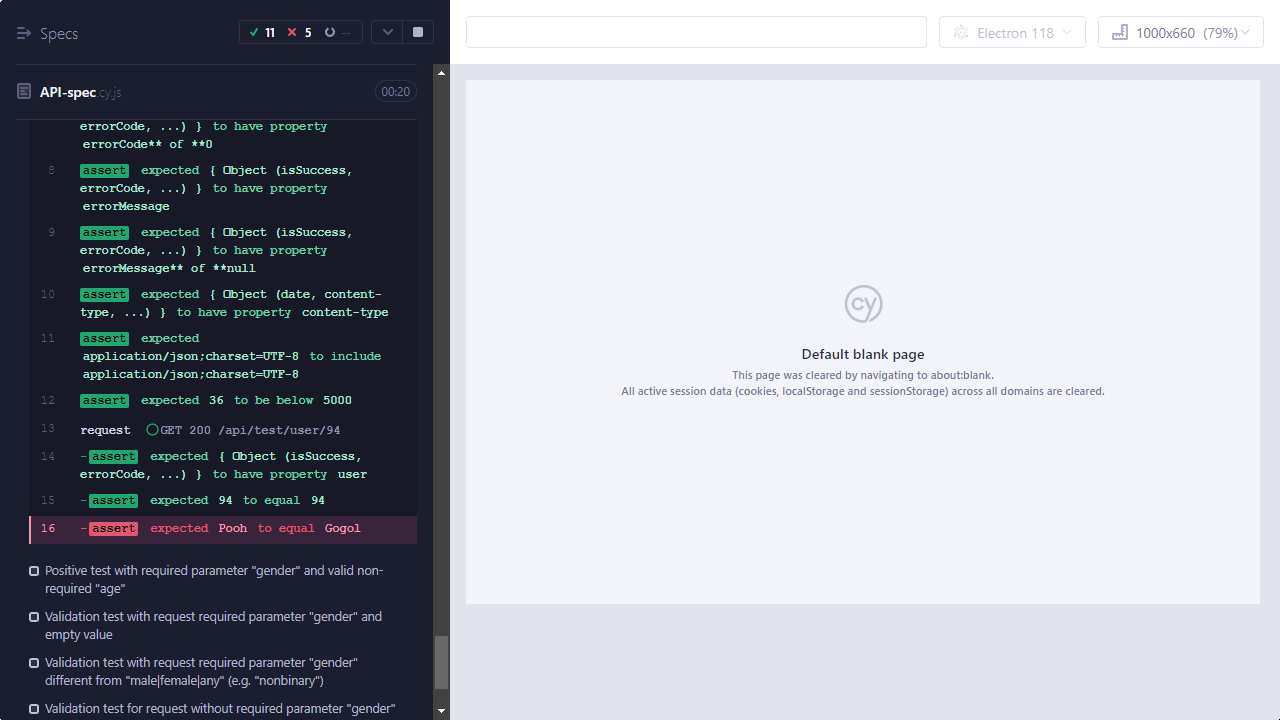 Specs
11 5 --
Electron 118
1000x660 (79%)
API-spec.cy.js
00:20
errorCode, ...) } to have property
errorCode** of **0
8 assert expected { Object (isSuccess,
errorCode, ...) } to have property
errorMessage
9 assert expected { Object (isSuccess,
errorCode, ...) } to have property
errorMessage** of **null
10 assert expected { Object (date, content-
type, ...) } to have property content-type
11 assert expected
application/json;charset=UTF-8 to include
application/json;charset=UTF-8
12 assert expected 36 to be below 5000
13 request GET 200 /api/test/user/94
14 -assert expected { Object (isSuccess,
errorCode, ...) } to have property user
15 -assert expected 94 to equal 94
16 -assert expected Pooh to equal Gogol
Positive test with required parameter "gender" and valid non-
required "age"
Validation test with request required parameter "gender" and
empty value
Validation test with request required parameter "gender"
different from "male|female|any" (e.g. "nonbinary")
Validation test for request without required parameter "gender"
cy
Default blank page
This page was cleared by navigating to about:blank.
All active session data (cookies, localStorage and sessionStorage) across all domains are cleared.